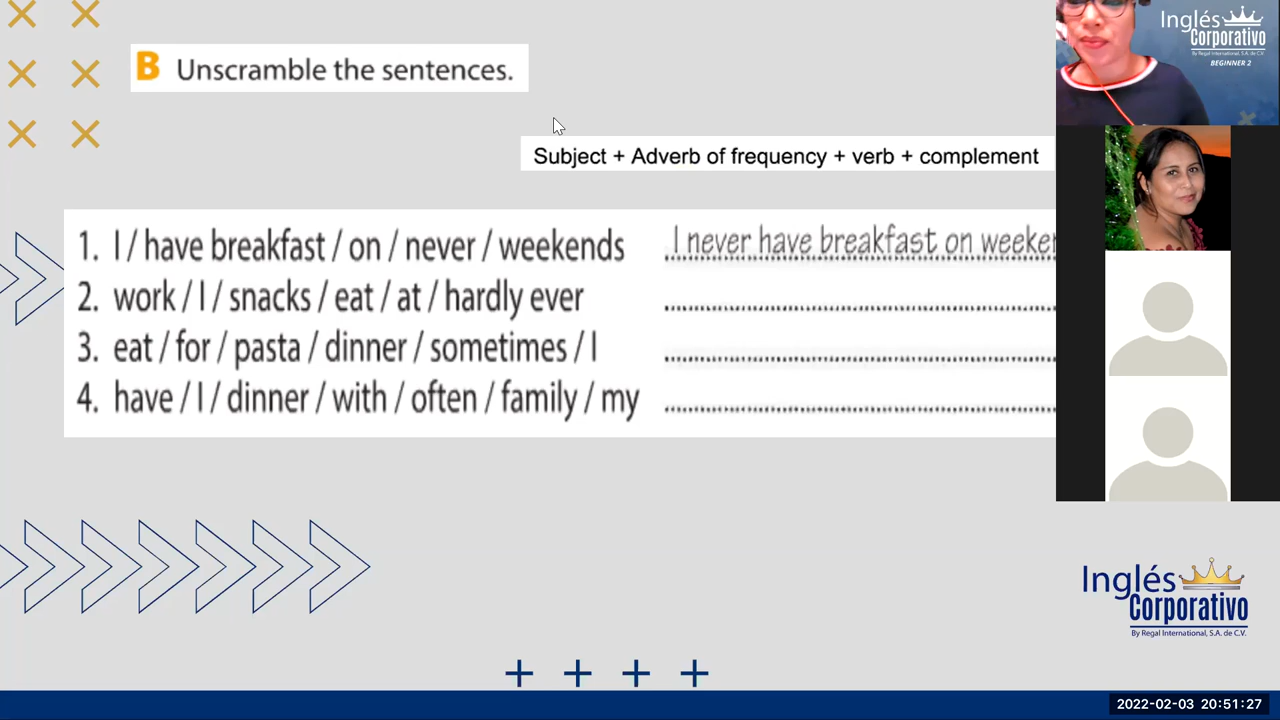 B Unscramble the sentences.
Subject + Adverb of frequency + verb + complement
1. I / have breakfast / on / never / weekends
I never have breakfast on
2. work / I / snacks / eat / at / hardly ever
3. eat / for / pasta / dinner / sometimes / I
4. have / I / dinner / with / often / family / my
Inglés
Corporativo
By Regal International, S.A. de C.V.
BEGINNER 2
Inglés
Corporativo
By Regal International, S.A. de C.V.
2022-02-03 20:51:27